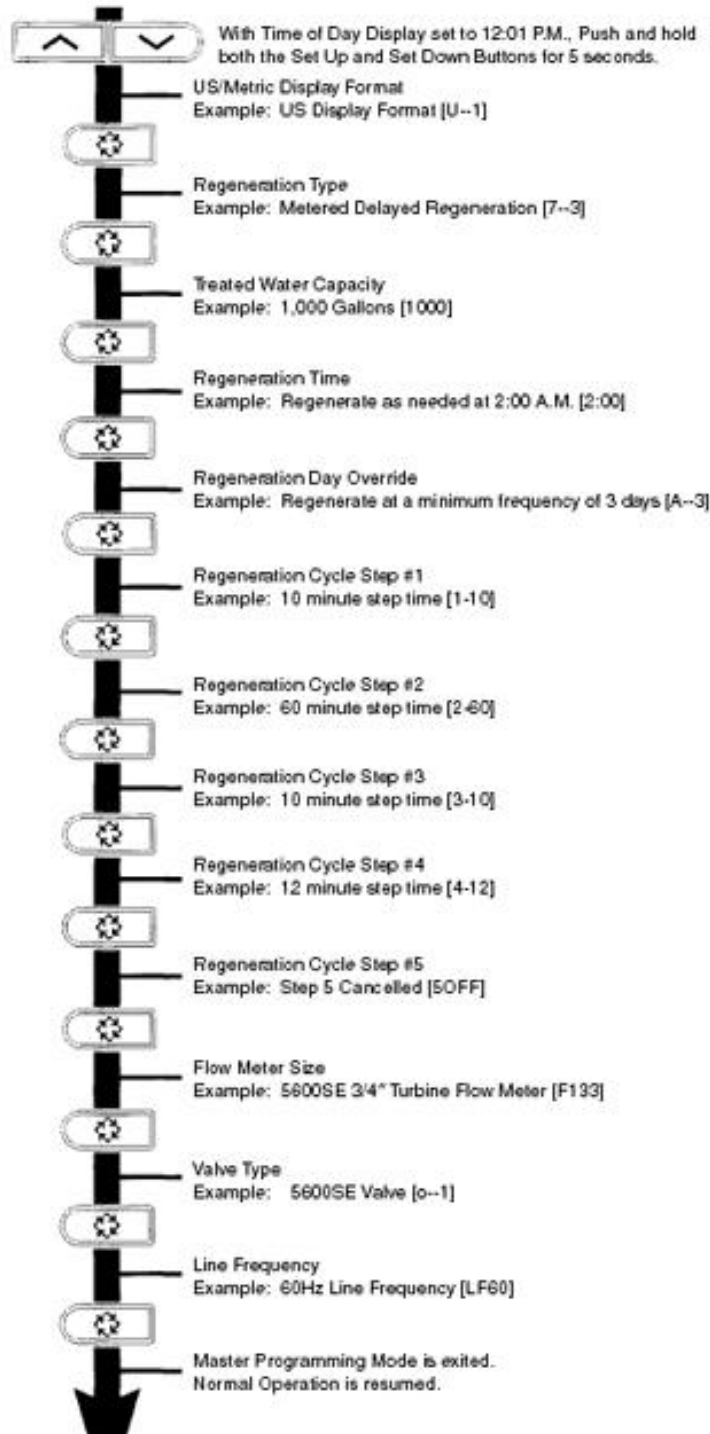 With Time of Day Display set to 12:01 P.M., Push and hold
both the Set Up and Set Down Buttons for 5 seconds.
US/Metric Display Format
Example: US Display Format [U--1]
Regeneration Type
Example: Metered Delayed Regeneration [7--3]
Treated Water Capacity
Example: 1,000 Gallons [1000]
Regeneration Time
Example: Regenerate as needed at 2:00 A.M. [2:00]
Regeneration Day Override
Example: Regenerate at a minimum frequency of 3 days [A--3]
Regeneration Cycle Step #1
Example: 10 minute step time [1-10]
Regeneration Cycle Step #2
Example: 60 minute step time [2-60]
Regeneration Cycle Step #3
Example: 10 minute step time [3-10]
Regeneration Cycle Step #4
Example: 12 minute step time [4-12]
Regeneration Cycle Step #5
Example: Step 5 Cancelled [5OFF]
Flow Meter Size
Example: 5600SE 3/4" Turbine Flow Meter [F133]
Valve Type
Example: 5600SE Valve [o--1]
Line Frequency
Example: 60Hz Line Frequency [LF60]
Master Programming Mode is exited.
Normal Operation is resumed.